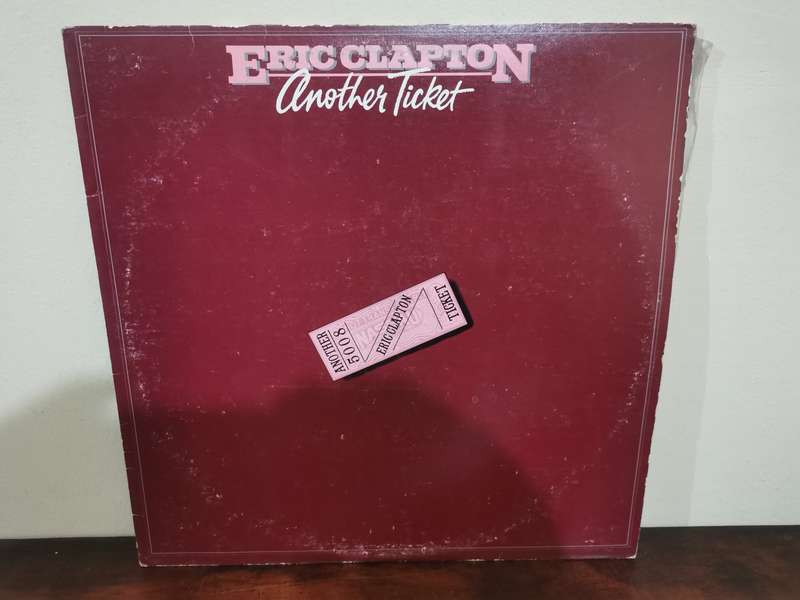 ERIC CLAPTON
Another Ticket
ANOTHER
5008
ERIC CLAPTON
TICKET